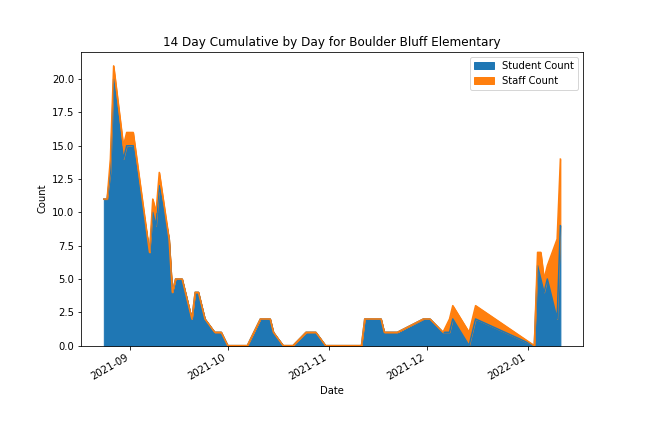 14 Day Cumulative by Day for Boulder Bluff Elementary
Student Count
Staff Count
20.0
17.5
15.0
12.5
10.0
7.5
5.0
2.5
0.0
Count
2021-09
2021-10
2021-11
2021-12
2022-01
Date